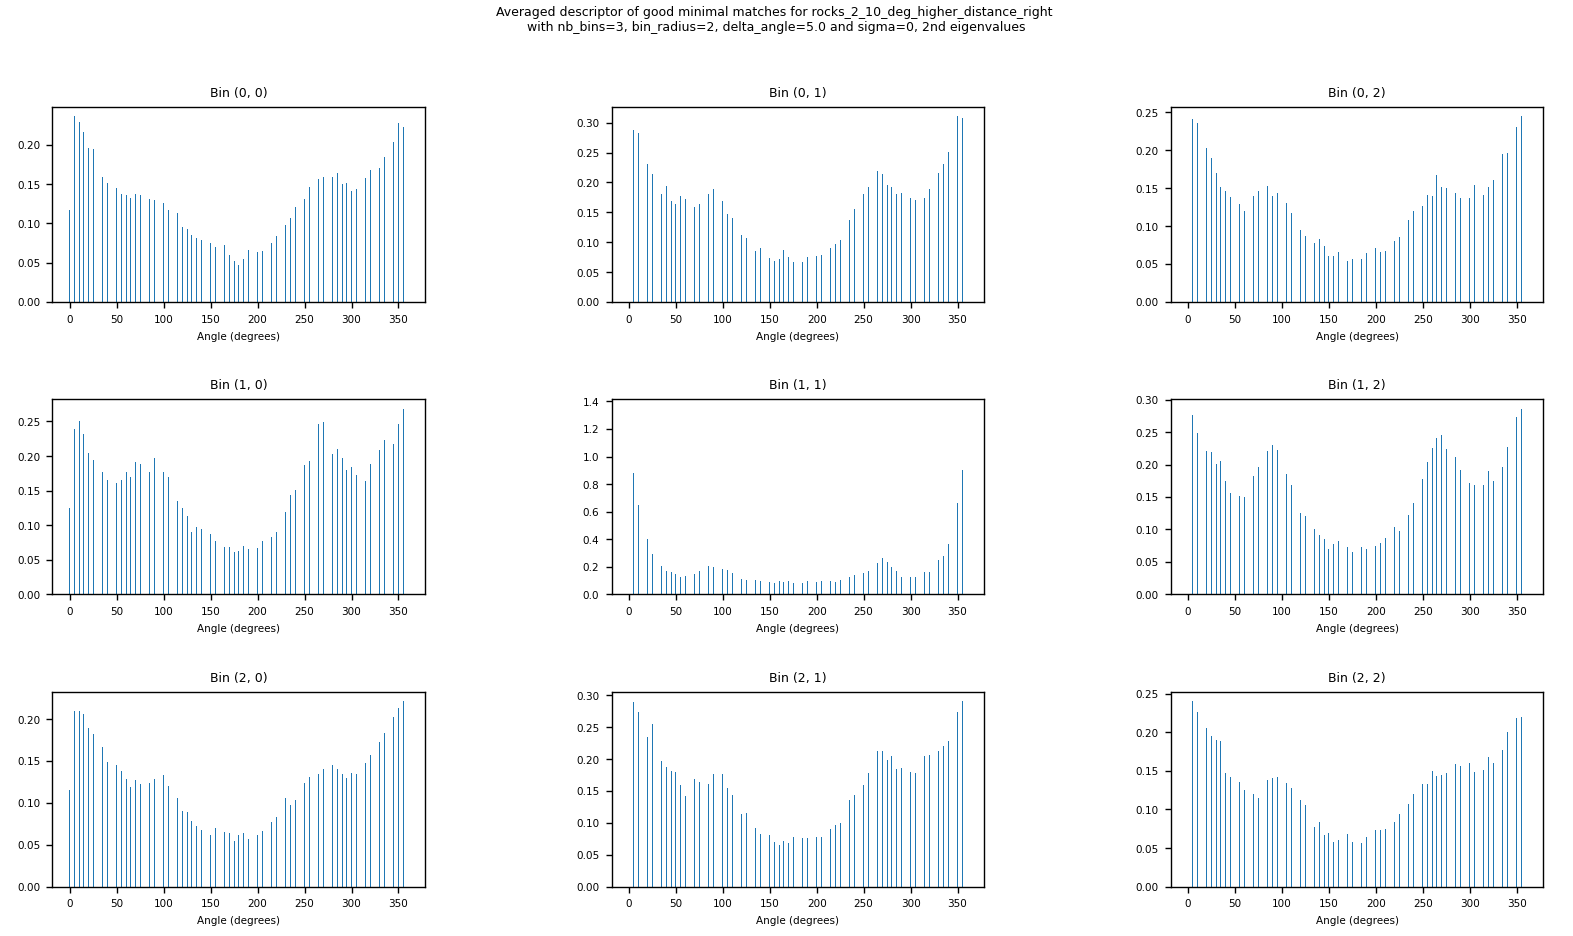 Averaged descriptor of good minimal matches for rocks_2_10_deg_higher_distance_right
with nb_bins=3, bin_radius=2, delta_angle=5.0 and sigma=0, 2nd eigenvalues
Bin (0, 0)
0.20
0.15
0.10
0.05
0.00
0 50 100 150 200 250 300 350
Angle (degrees)
Bin (0, 1)
0.30
0.25
0.20
0.15
0.10
0.05
0.00
0 50 100 150 200 250 300 350
Angle (degrees)
Bin (0, 2)
0.25
0.20
0.15
0.10
0.05
0.00
0 50 100 150 200 250 300 350
Angle (degrees)
Bin (1, 0)
0.25
0.20
0.15
0.10
0.05
0.00
0 50 100 150 200 250 300 350
Angle (degrees)
Bin (1, 1)
1.4
1.2
1.0
0.8
0.6
0.4
0.2
0.0
0 50 100 150 200 250 300 350
Angle (degrees)
Bin (1, 2)
0.30
0.25
0.20
0.15
0.10
0.05
0.00
0 50 100 150 200 250 300 350
Angle (degrees)
Bin (2, 0)
0.20
0.15
0.10
0.05
0.00
0 50 100 150 200 250 300 350
Angle (degrees)
Bin (2, 1)
0.30
0.25
0.20
0.15
0.10
0.05
0.00
0 50 100 150 200 250 300 350
Angle (degrees)
Bin (2, 2)
0.25
0.20
0.15
0.10
0.05
0.00
0 50 100 150 200 250 300 350
Angle (degrees)